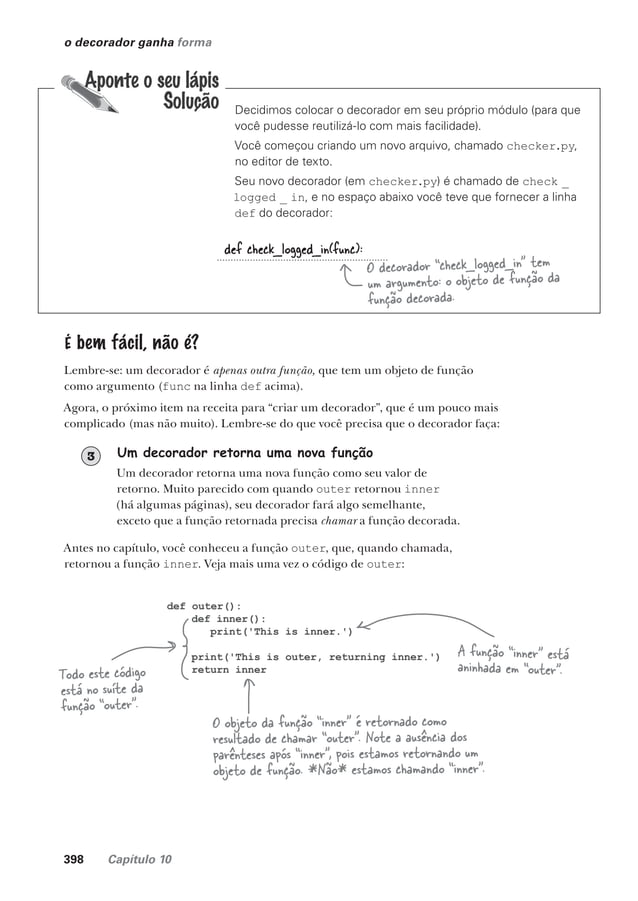 o decorador ganha forma
Aponte o seu lápis
Solução
Decidimos colocar o decorador em seu próprio módulo (para que
você pudesse reutilizá-lo com mais facilidade).
Você começou criando um novo arquivo, chamado checker.py,
no editor de texto.
Seu novo decorador (em checker.py) é chamado de check _
logged _ in, e no espaço abaixo você teve que fornecer a linha
def do decorador:
def check_logged_in(func):
O decorador “check_logged_in” tem
um argumento: o objeto de função da
função decorada.
É bem fácil, não é?
Lembre-se: um decorador é apenas outra função, que tem um objeto de função
como argumento (func na linha def acima).
Agora, o próximo item na receita para “criar um decorador”, que é um pouco mais
complicado (mas não muito). Lembre-se do que você precisa que o decorador faça:
3 Um decorador retorna uma nova função
Um decorador retorna uma nova função como seu valor de
retorno. Muito parecido com quando outer retornou inner
(há algumas páginas), seu decorador fará algo semelhante,
exceto que a função retornada precisa chamar a função decorada.
Antes no capítulo, você conheceu a função outer, que, quando chamada,
retornou a função inner. Veja mais uma vez o código de outer:
def outer():
def inner():
print('This is inner.')
print('This is outer, returning inner.')
return inner
A função “inner” está
aninhada em “outer”.
Todo este código
está no suíte da
função “outer”.
O objeto da função “inner” é retornado como
resultado de chamar “outer”. Note a ausência dos
parênteses após “inner”, pois estamos retornando um
objeto de função. *Não* estamos chamando “inner”.
398 Capítulo 10